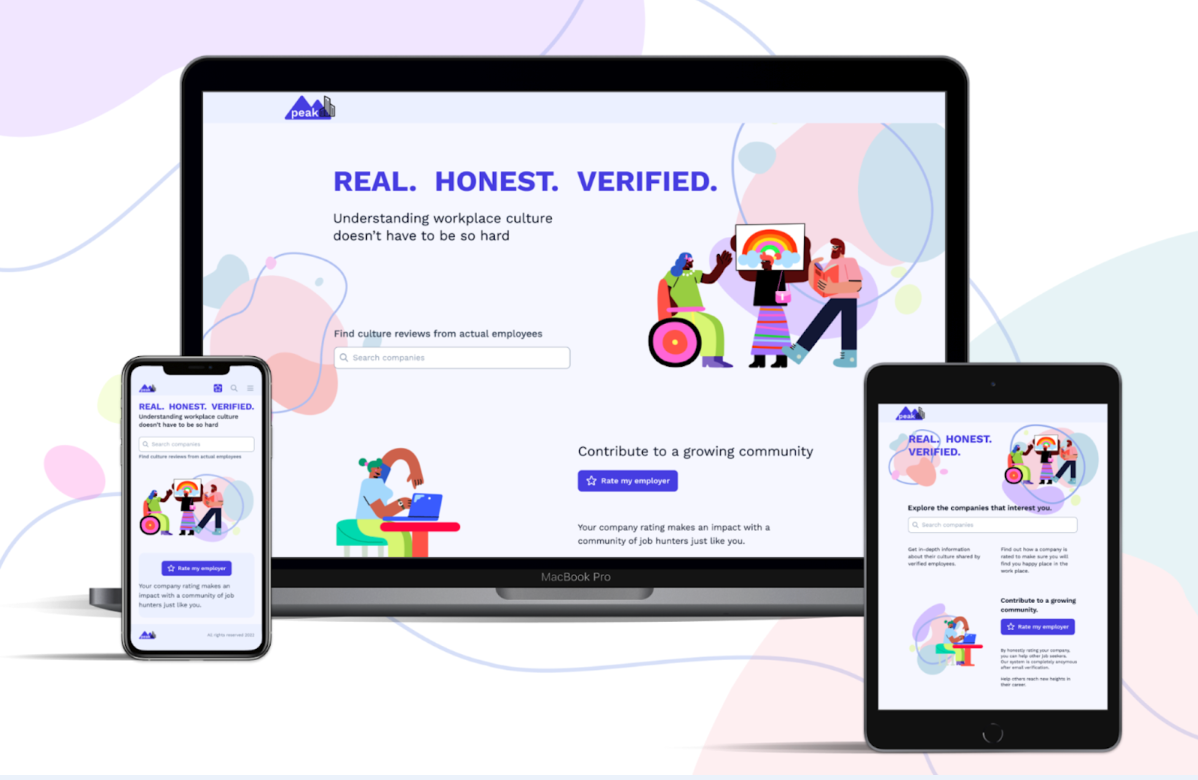 peak
REAL. HONEST. VERIFIED.
Understanding workplace culture
doesn't have to be so hard
Find culture reviews from actual employees
Search companies
Contribute to a growing community
Rate my employer
Your company rating makes an impact with a
community of job hunters just like you.
MacBook Pro
REAL. HONEST. VERIFIED.
Understanding workplace culture
doesn't have to be so hard
Search companies
Find culture reviews from actual employees
Rate my employer
Your company rating makes an
impact with a community of job
hunters just like you.
peak
REAL. HONEST.
VERIFIED.
Explore the companies that interest you.
Search companies
Get in-depth information
about their culture shared by
verified employees.
Find out how a company is
rated to make sure you will
find you happy place in the
work place.
Contribute to a growing
community.
Rate my employer
By honestly rating your company,
you can help other job seekers.
Our system is completely anoymous
after email verification.
Help others reach new heights in
their career.